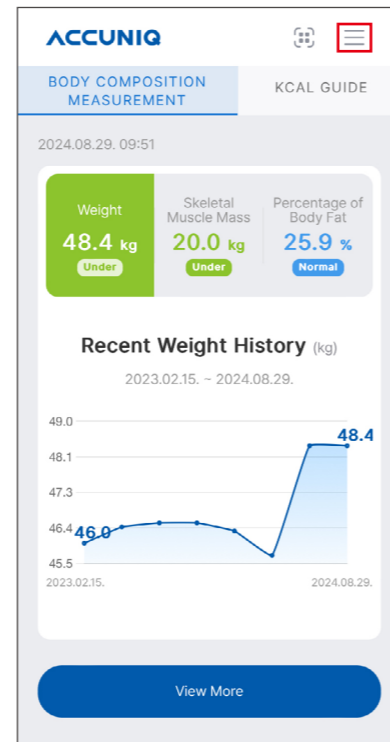 ACCUNIQ
BODY COMPOSITION
MEASUREMENT
KCAL GUIDE
2024.08.29. 09:51
Weight
48.4 kg
Under
Skeletal
Muscle Mass
20.0 kg
Under
Percentage of
Body Fat
25.9 %
Normal
Recent Weight History (kg)
2023.02.15. ~ 2024.08.29.
49.0
48.4
48.1
47.3
46.4
46.0
45.5
2023.02.15.
2024.08.29.
View More